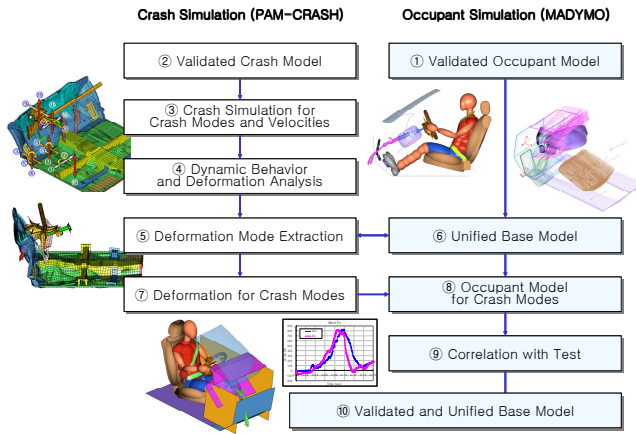 Crash Simulation (PAM-CRASH)
Occupant Simulation (MADYMO)
② Validated Crash Model
① Validated Occupant Model
③ Crash Simulation for
Crash Modes and Velocities
④ Dynamic Behavior
and Deformation Analysis
⑤ Deformation Mode Extraction
⑥ Unified Base Model
⑦ Deformation for Crash Modes
⑧ Occupant Model
for Crash Modes
⑨ Correlation with Test
⑩ Validated and Unified Base Model